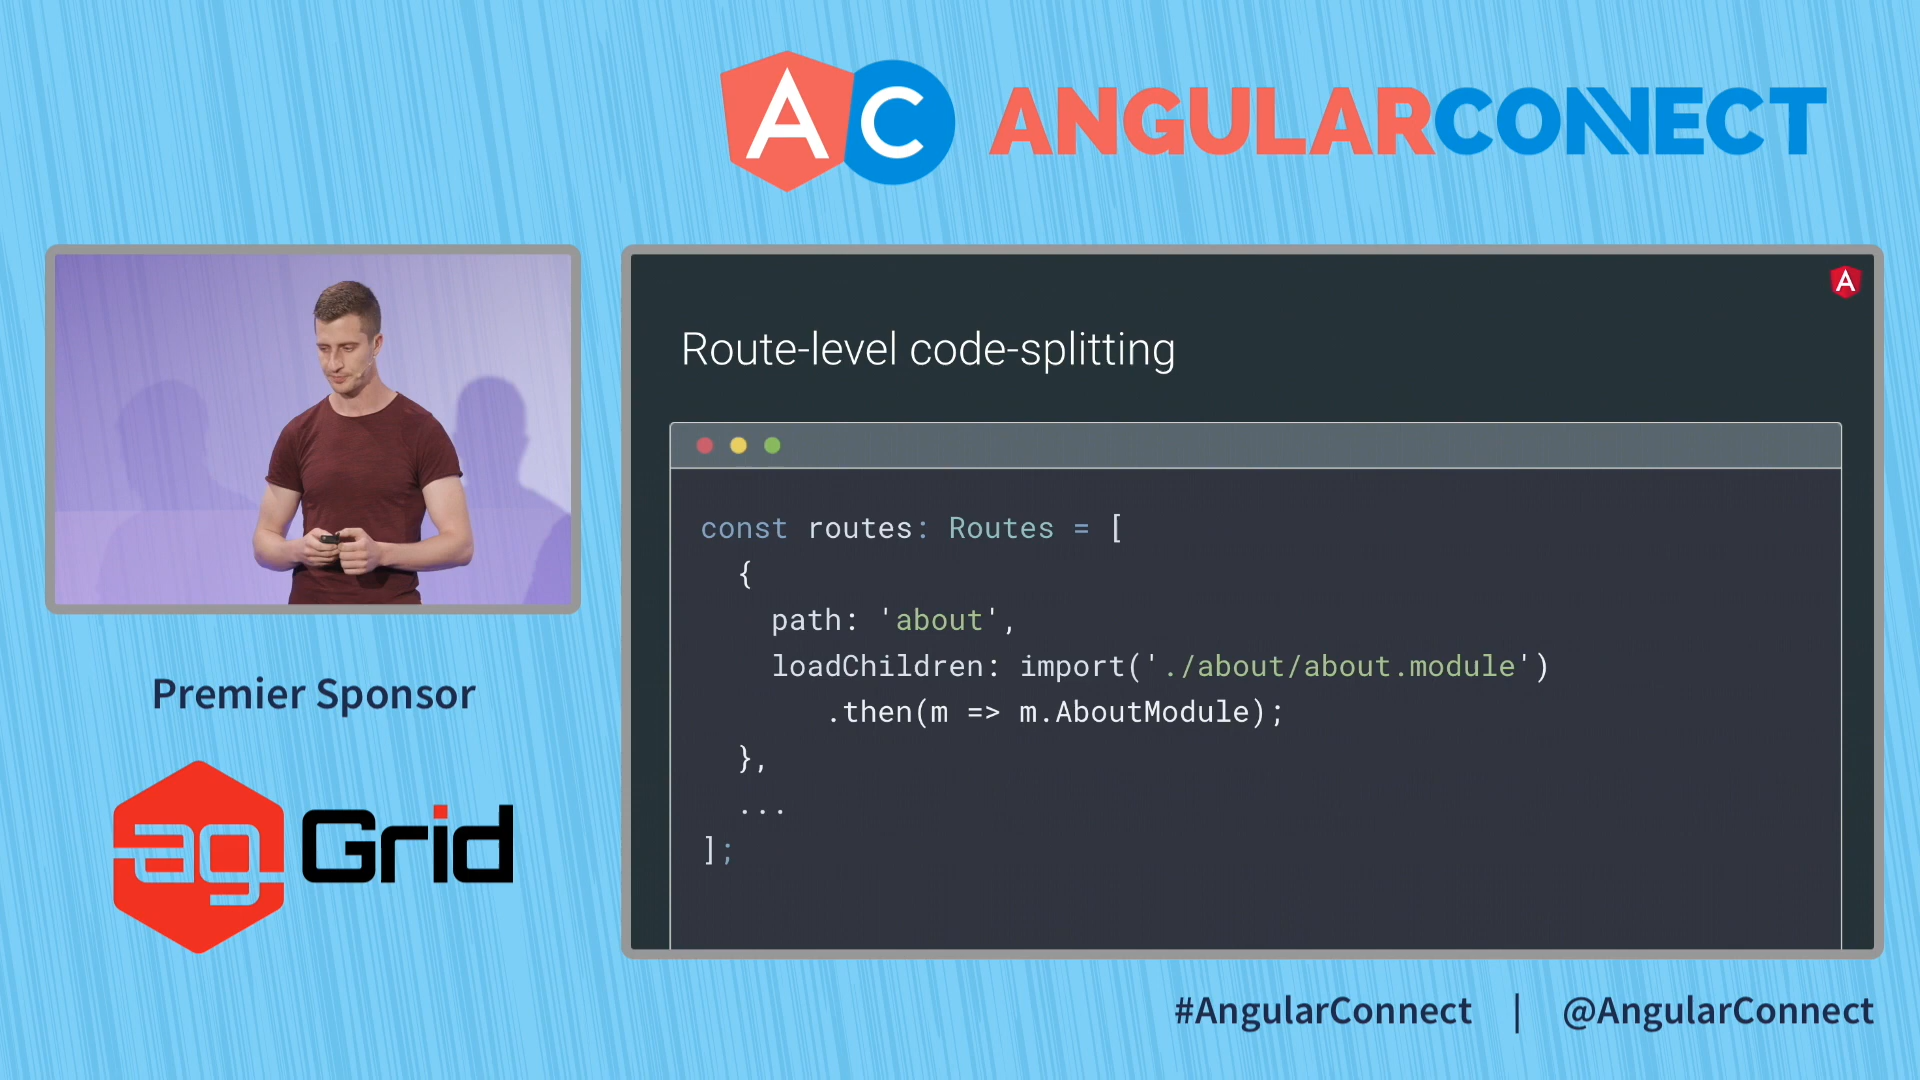 AC ANGULARCONNECT
A
Route-level code-splitting
const routes: Routes = [
{
path: 'about',
loadChildren: import('./about/about.module')
.then(m => m.AboutModule);
},
...
];
Premier Sponsor
ag Grid
#AngularConnect | @AngularConnect